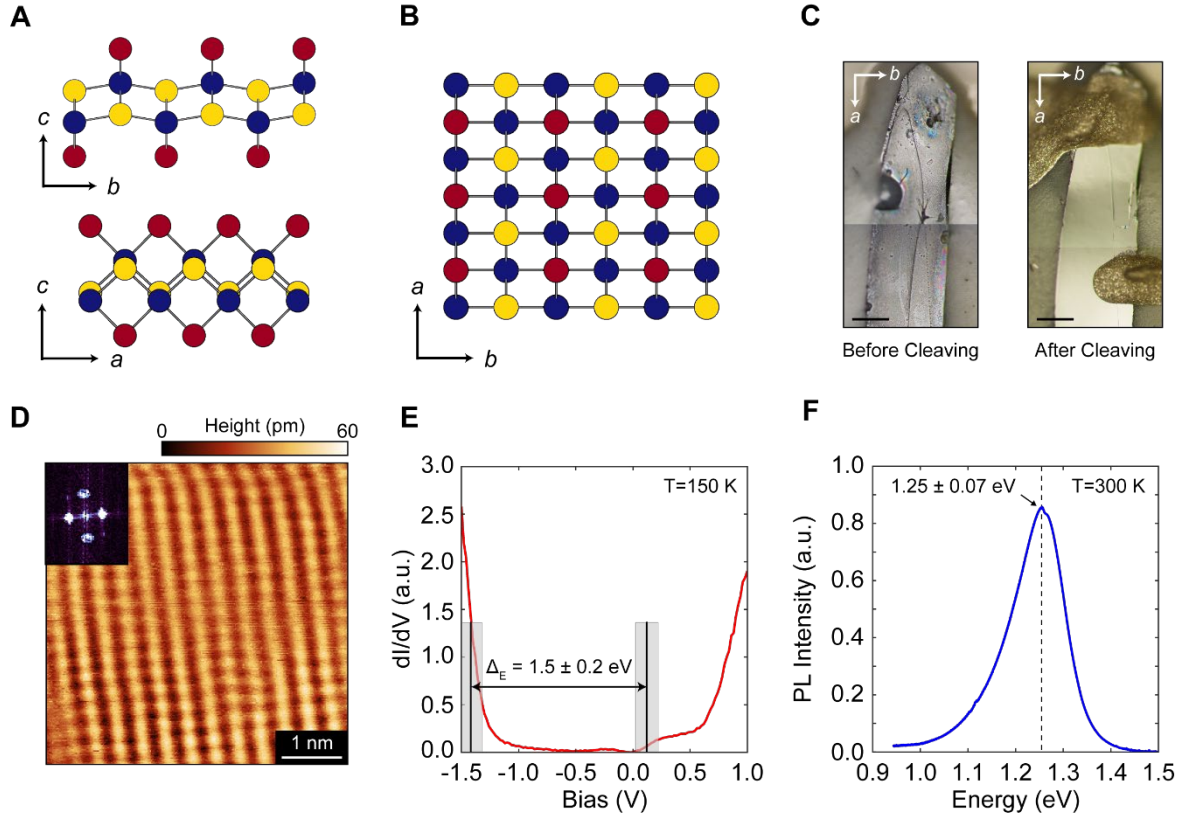 A
c
b
c
a
B
a
b
C
b
a
b
a
Before Cleaving
After Cleaving
D
Height (pm)
0
60
1 nm
E
3.0
2.5
2.0
1.5
1.0
0.5
0.0
dI/dV (a.u.)
T=150 K
Δ_E = 1.5 ± 0.2 eV
-1.5
-1.0
-0.5
0.0
0.5
1.0
Bias (V)
F
1.0
0.8
0.6
0.4
0.2
0.0
PL Intensity (a.u.)
1.25 ± 0.07 eV
T=300 K
0.9
1.0
1.1
1.2
1.3
1.4
1.5
Energy (eV)